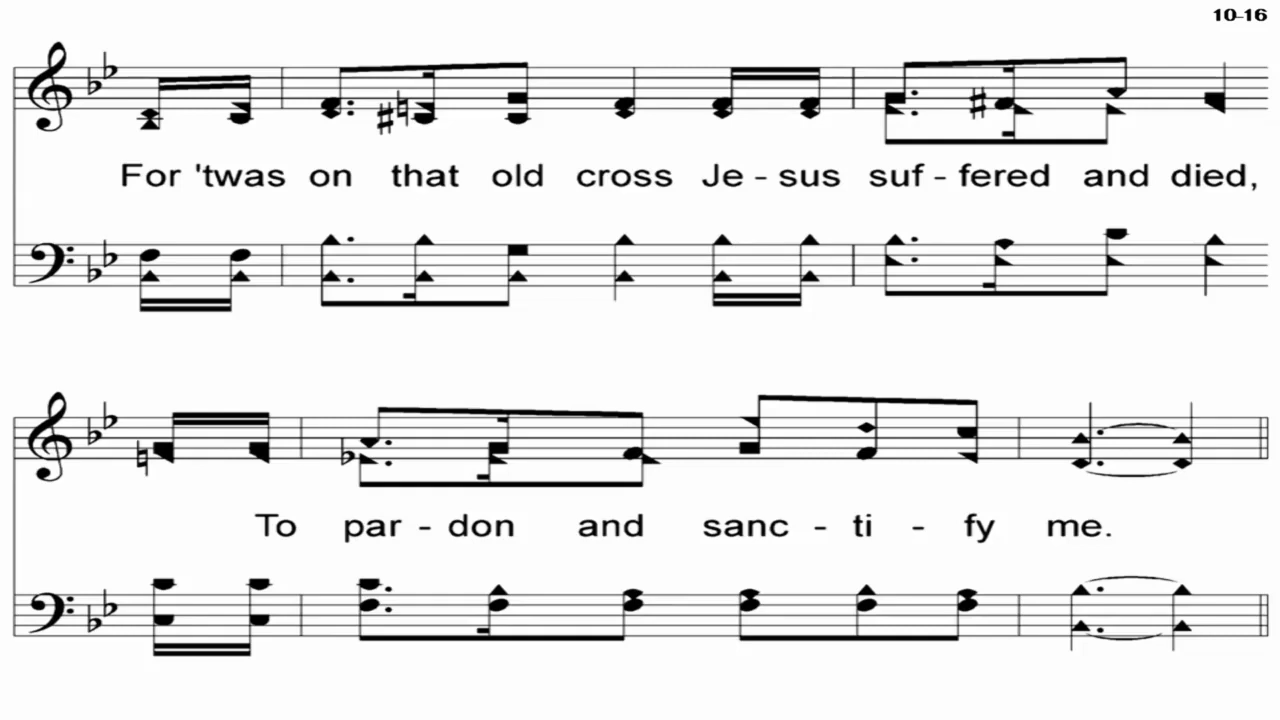 10-16
For 'twas on that old cross Je - sus suf - fered and died,
To par - don and sanc - ti - fy me.